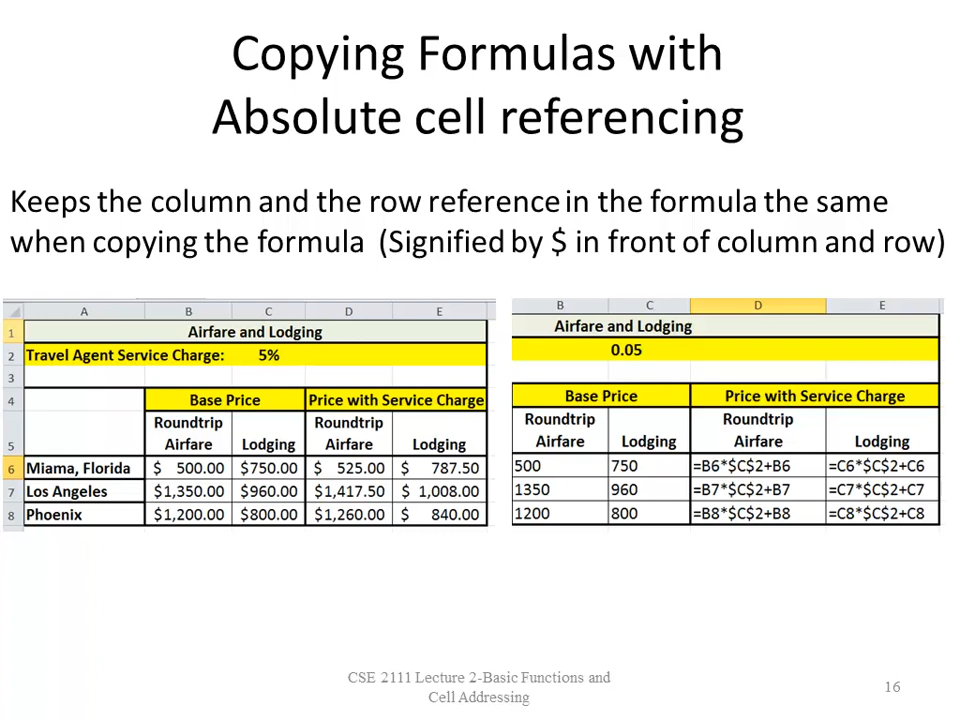 Copying Formulas with
Absolute cell referencing
Keeps the column and the row reference in the formula the same
when copying the formula (Signified by $ in front of column and row)
A B C D E
1 Airfare and Lodging
2 Travel Agent Service Charge: 5%
3
4 Base Price Price with Service Charge
Roundtrip Roundtrip
5 Airfare Lodging Airfare Lodging
6 Miama, Florida $ 500.00 $750.00 $ 525.00 $ 787.50
7 Los Angeles $1,350.00 $960.00 $1,417.50 $ 1,008.00
8 Phoenix $1,200.00 $800.00 $1,260.00 $ 840.00
B C D E
Airfare and Lodging
0.05
Base Price Price with Service Charge
Roundtrip Roundtrip
Airfare Lodging Airfare Lodging
500 750 =B6*$C$2+B6 =C6*$C$2+C6
1350 960 =B7*$C$2+B7 =C7*$C$2+C7
1200 800 =B8*$C$2+B8 =C8*$C$2+C8
CSE 2111 Lecture 2-Basic Functions and
Cell Addressing
16